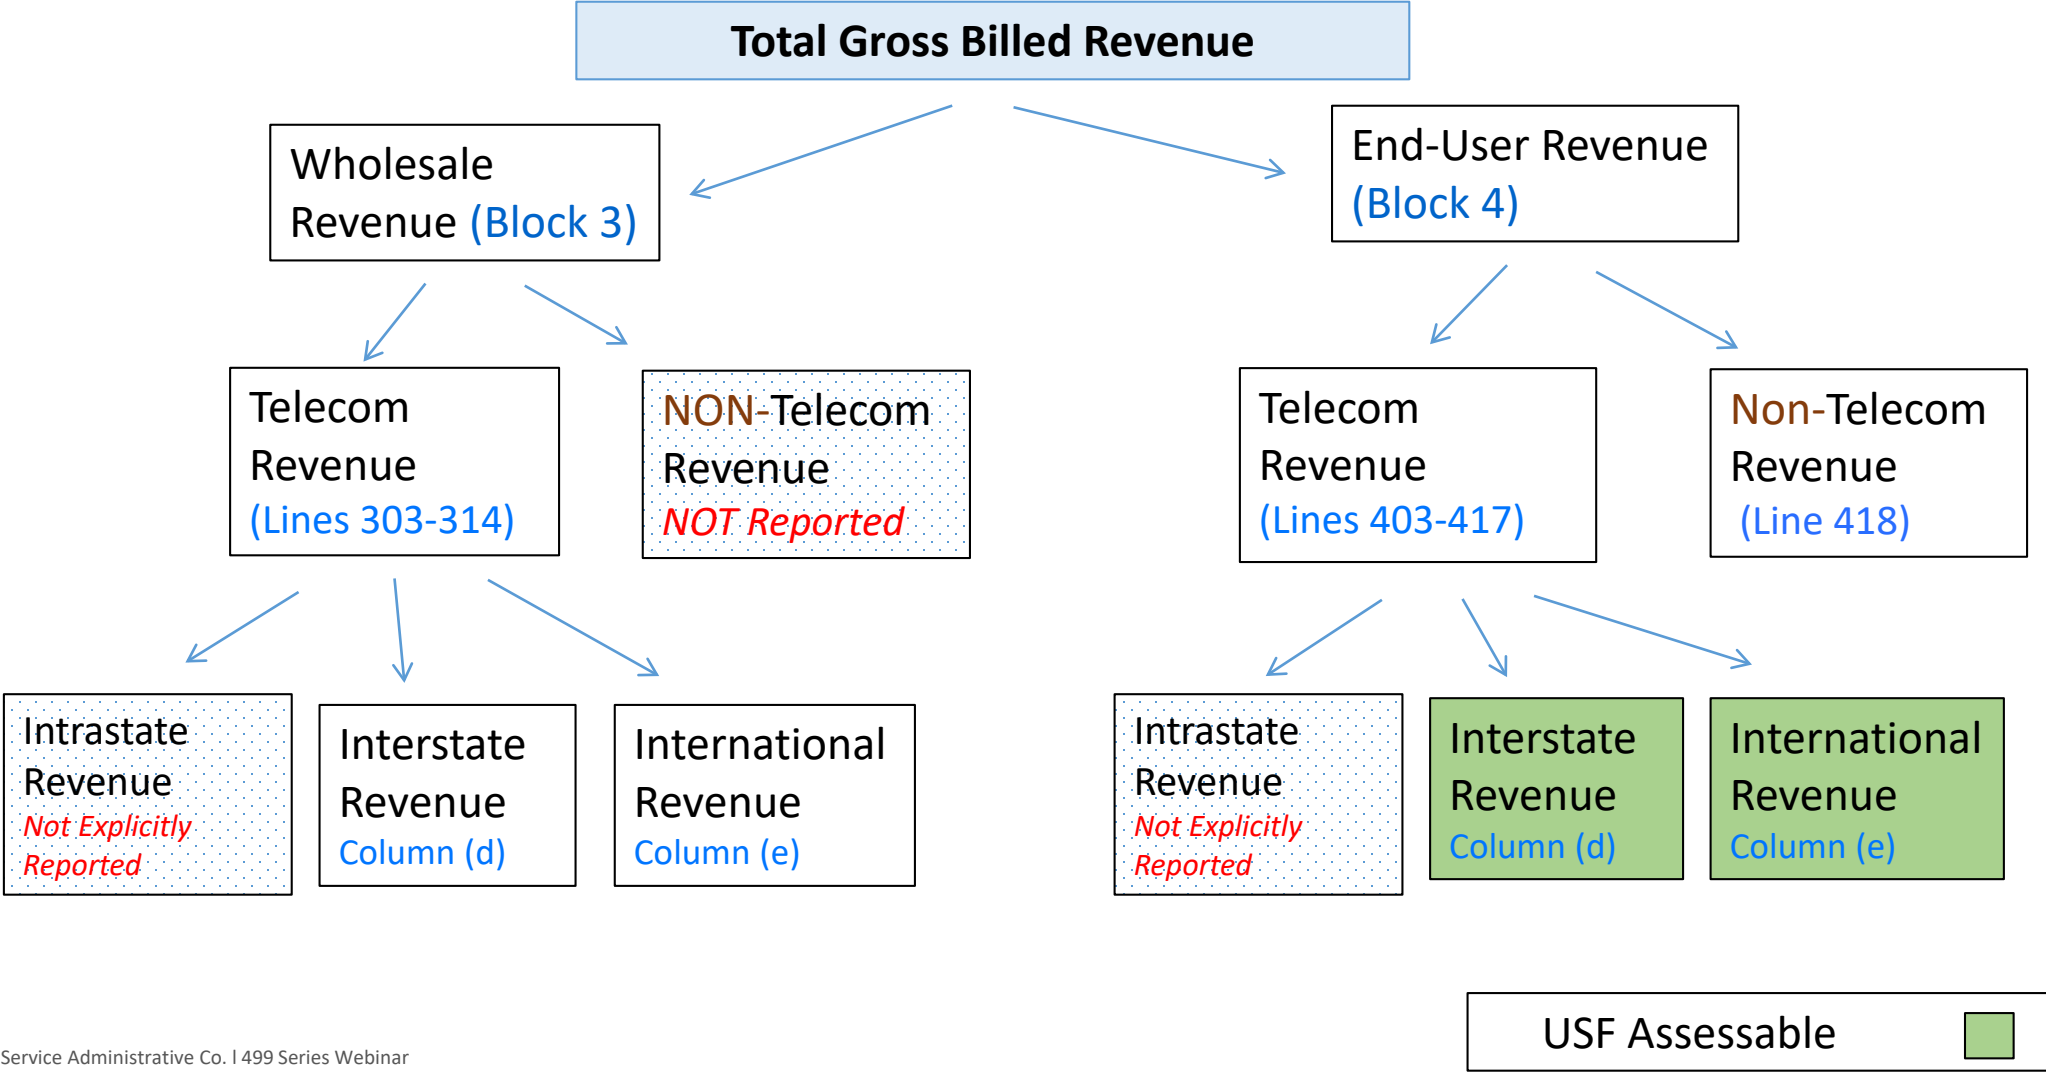 Total Gross Billed Revenue
Wholesale
Revenue (Block 3)
End-User Revenue
(Block 4)
Telecom
Revenue
(Lines 303-314)
NON-Telecom
Revenue
NOT Reported
Telecom
Revenue
(Lines 403-417)
Non-Telecom
Revenue
(Line 418)
Intrastate
Revenue
Not Explicitly
Reported
Interstate
Revenue
Column (d)
International
Revenue
Column (e)
Intrastate
Revenue
Not Explicitly
Reported
Interstate
Revenue
Column (d)
International
Revenue
Column (e)
USF Assessable
Service Administrative Co. l 499 Series Webinar